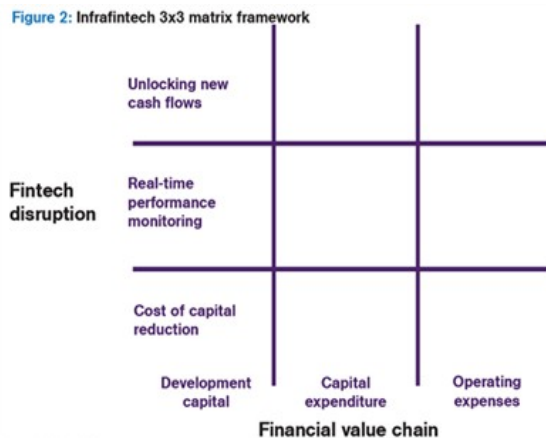 Figure 2: Infrafintech 3x3 matrix framework
Unlocking new
cash flows
Fintech
disruption
Real-time
performance
monitoring
Cost of capital
reduction
Development
capital
Capital
expenditure
Operating
expenses
Financial value chain